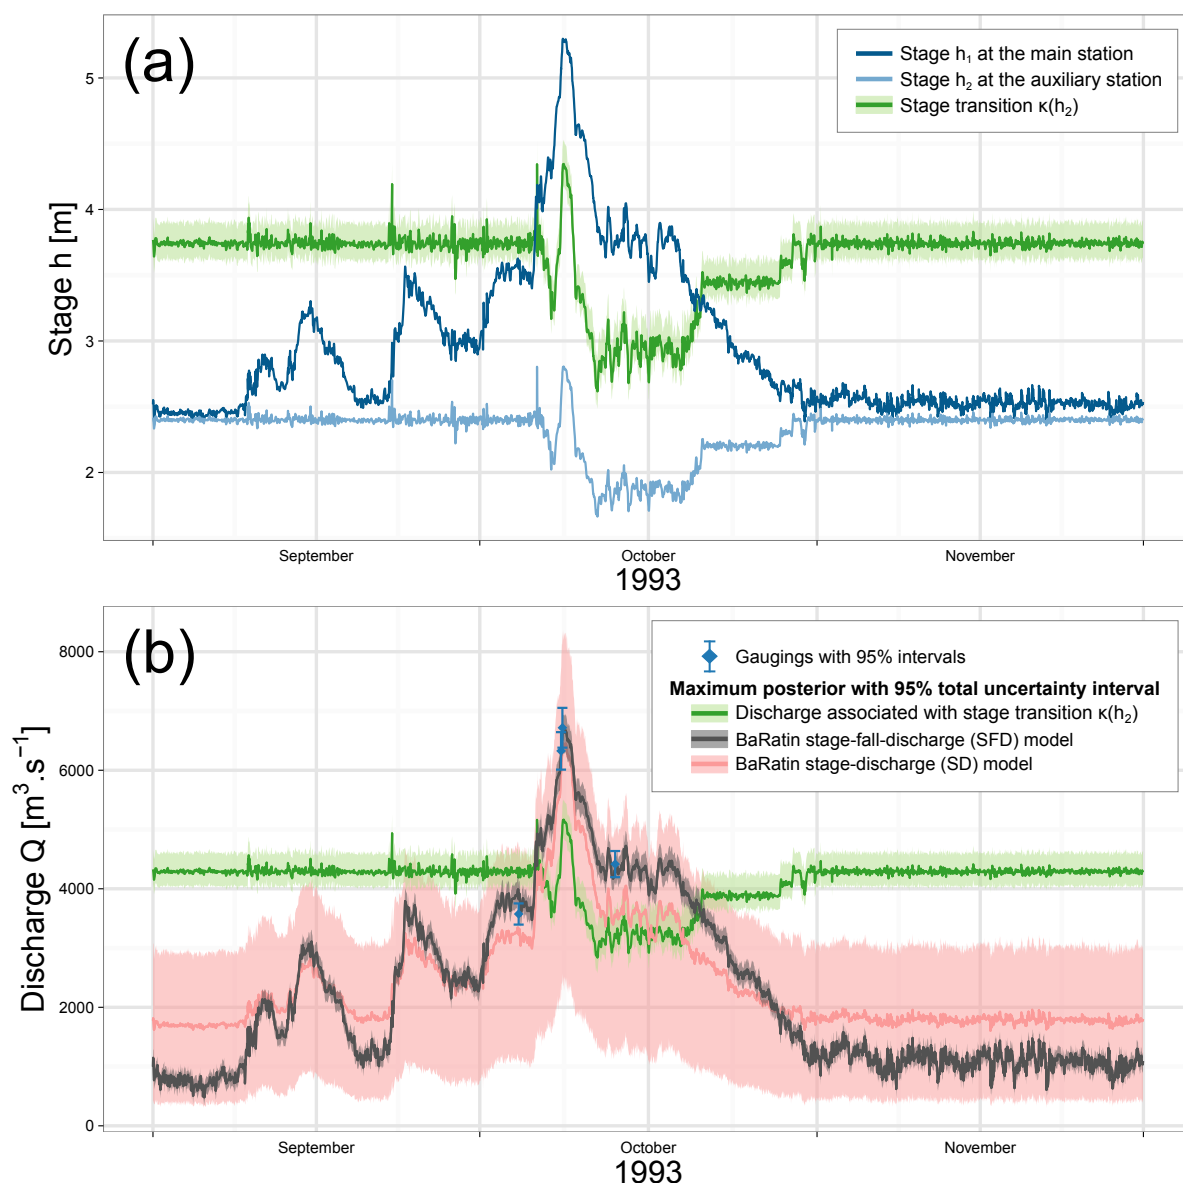 (a)
Stage h₁ at the main station
Stage h₂ at the auxiliary station
Stage transition κ(h₂)
Stage h [m]
5
4
3
2
September
October
November
1993
(b)
Gaugings with 95% intervals
Maximum posterior with 95% total uncertainty interval
Discharge associated with stage transition κ(h₂)
BaRatin stage-fall-discharge (SFD) model
BaRatin stage-discharge (SD) model
Discharge Q [m³.s⁻¹]
8000
6000
4000
2000
0
September
October
November
1993